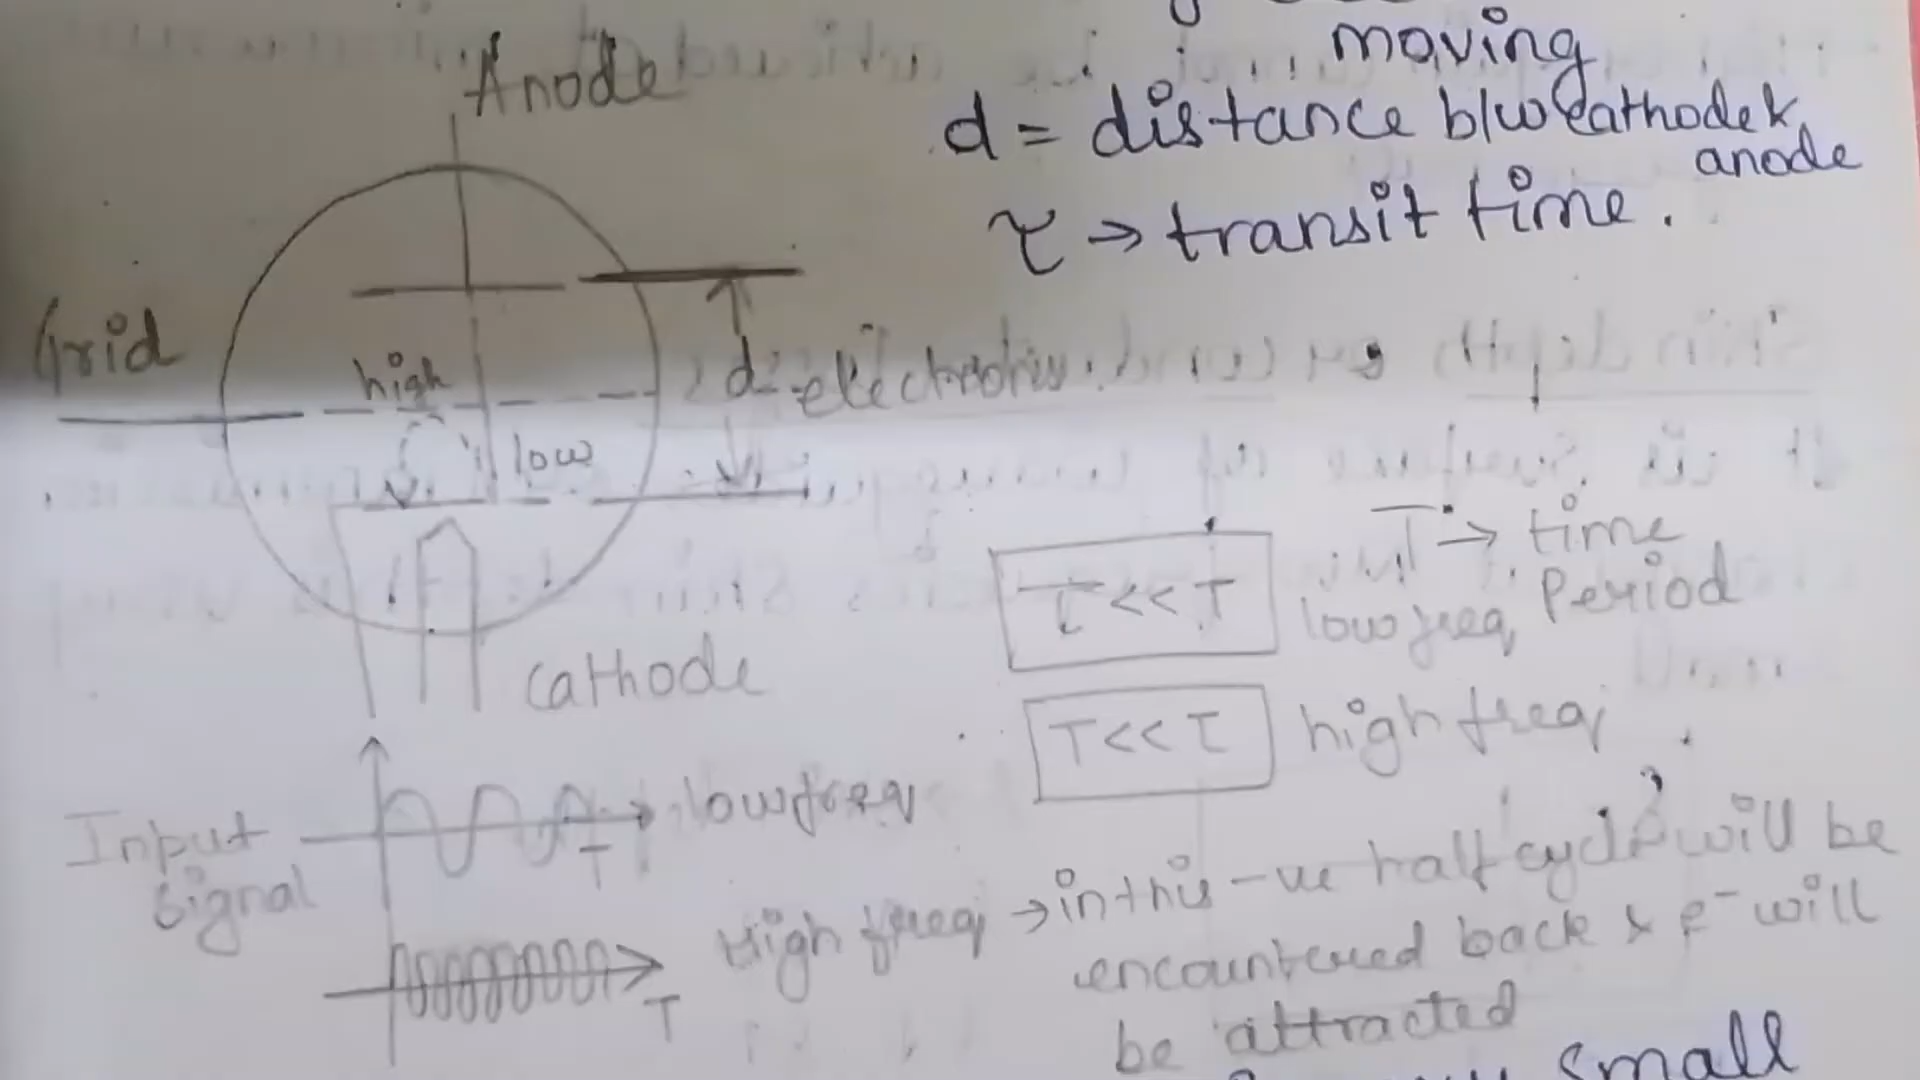 moving
d = distance b/w cathode &
anode
τ → transit time.
Anode
Grid
high
low
d
electrons
Cathode
T → time
Period
τ << T
low freq
T << τ
high freq
Input
signal
low freq
T
High freq → in this -ve half cycle will be
encountered back & e⁻ will
be attracted
T
small